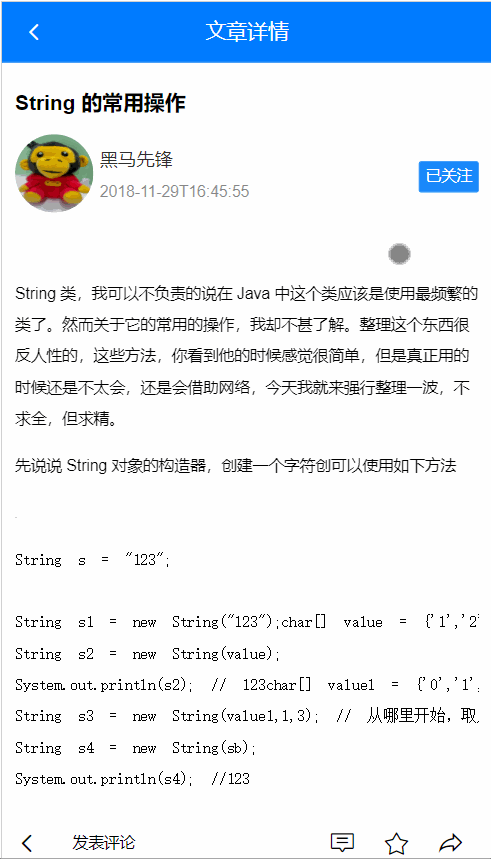 文章详情
String 的常用操作
黑马先锋
2018-11-29T16:45:55
已关注
String 类，我可以不负责的说在 Java 中这个类应该是使用最频繁的
类了。然而关于它的常用的操作，我却不甚了解。整理这个东西很
反人性的，这些方法，你看到他的时候感觉很简单，但是真正用的
时候还是不太会，还是会借助网络，今天我就来强行整理一波，不
求全，但求精。
先说说 String 对象的构造器，创建一个字符创可以使用如下方法
String s = "123";
String s1 = new String("123");char[] value = {'1','2'
String s2 = new String(value);
System.out.println(s2); // 123char[] value1 = {'0','1',
String s3 = new String(value1,1,3); // 从哪里开始，取
String s4 = new String(sb);
System.out.println(s4); //123
发表评论